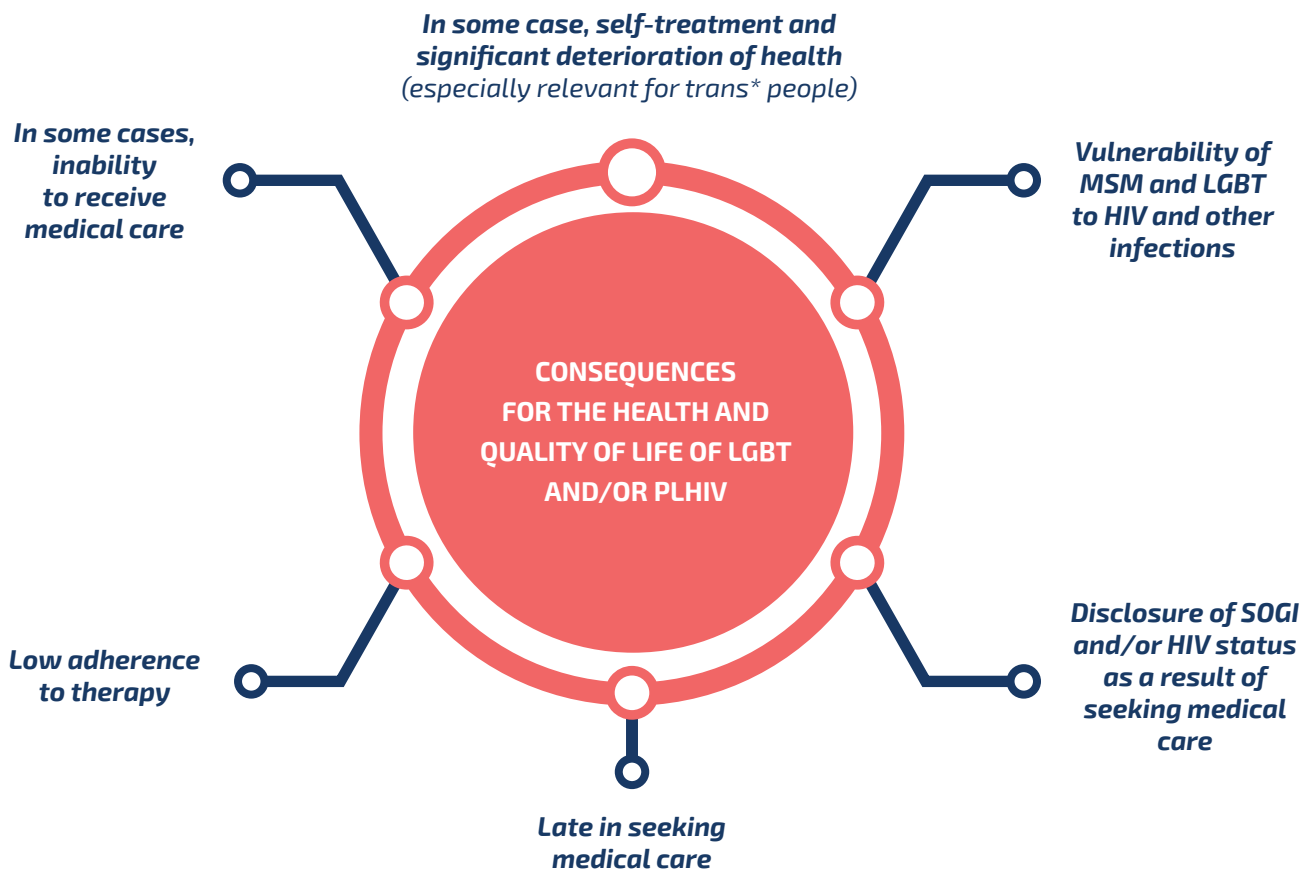 In some case, self-treatment and
significant deterioration of health
(especially relevant for trans* people)
In some cases,
inability
to receive
medical care
Vulnerability of
MSM and LGBT
to HIV and other
infections
CONSEQUENCES
FOR THE HEALTH AND
QUALITY OF LIFE OF LGBT
AND/OR PLHIV
Low adherence
to therapy
Disclosure of SOGI
and/or HIV status
as a result of
seeking medical
care
Late in seeking
medical care